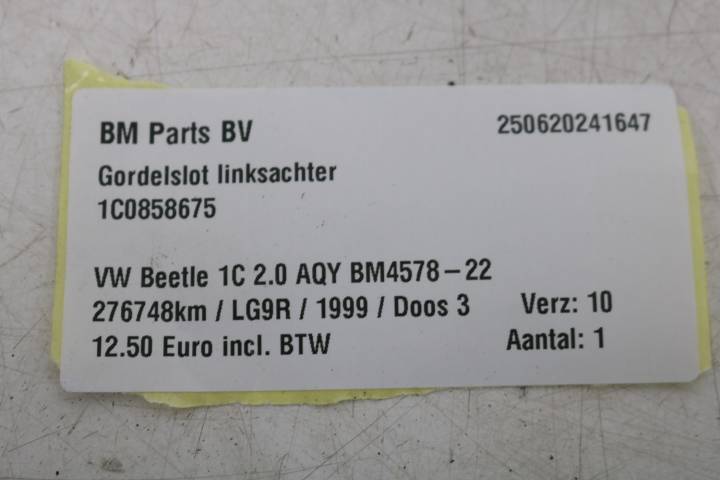 BM Parts BV 250620241647
Gordelslot linksachter
1C0858675
VW Beetle 1C 2.0 AQY BM4578-22
276748km / LG9R / 1999 / Doos 3 Verz: 10
12.50 Euro incl. BTW Aantal: 1